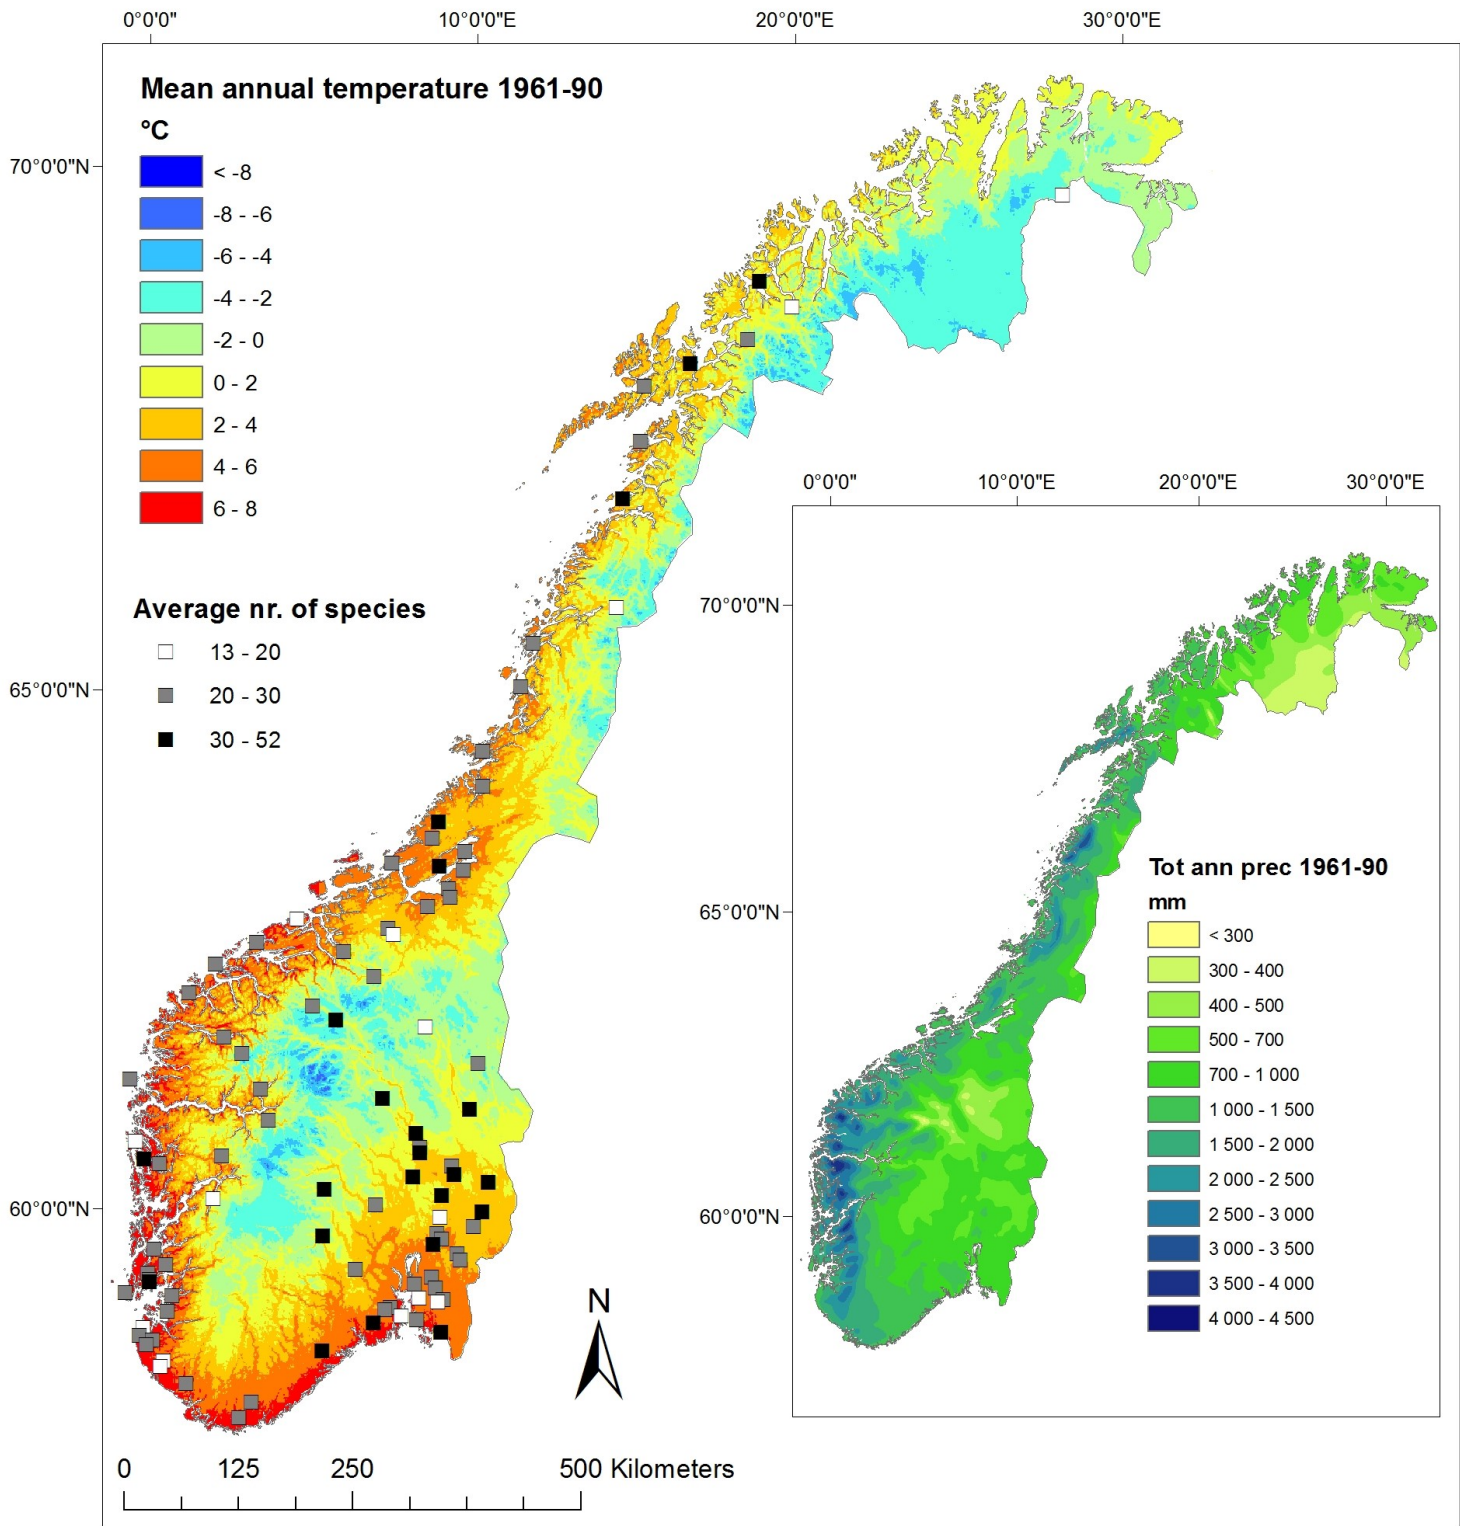 0°0'0" 10°0'0"E 20°0'0"E 30°0'0"E
Mean annual temperature 1961-90
°C
< -8
-8 - -6
-6 - -4
-4 - -2
-2 - 0
0 - 2
2 - 4
4 - 6
6 - 8
70°0'0"N
65°0'0"N
60°0'0"N
Average nr. of species
13 - 20
20 - 30
30 - 52
0°0'0" 10°0'0"E 20°0'0"E 30°0'0"E
70°0'0"N
65°0'0"N
60°0'0"N
Tot ann prec 1961-90
mm
< 300
300 - 400
400 - 500
500 - 700
700 - 1 000
1 000 - 1 500
1 500 - 2 000
2 000 - 2 500
2 500 - 3 000
3 000 - 3 500
3 500 - 4 000
4 000 - 4 500
N
0 125 250 500 Kilometers